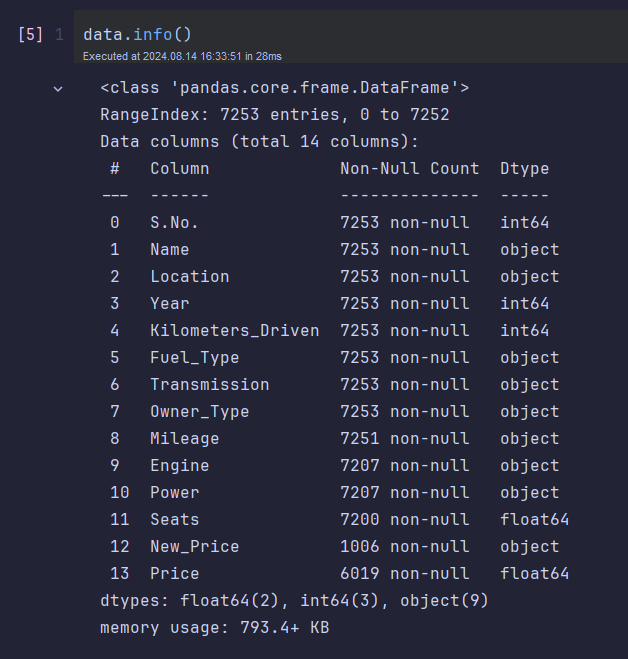 [5] 1 data.info()
Executed at 2024.08.14 16:33:51 in 28ms
<class 'pandas.core.frame.DataFrame'>
RangeIndex: 7253 entries, 0 to 7252
Data columns (total 14 columns):
 #   Column             Non-Null Count  Dtype
---  ------             --------------  -----
 0   S.No.              7253 non-null   int64
 1   Name               7253 non-null   object
 2   Location           7253 non-null   object
 3   Year               7253 non-null   int64
 4   Kilometers_Driven  7253 non-null   int64
 5   Fuel_Type          7253 non-null   object
 6   Transmission       7253 non-null   object
 7   Owner_Type         7253 non-null   object
 8   Mileage            7251 non-null   object
 9   Engine             7207 non-null   object
 10  Power              7207 non-null   object
 11  Seats              7200 non-null   float64
 12  New_Price          1006 non-null   object
 13  Price              6019 non-null   float64
dtypes: float64(2), int64(3), object(9)
memory usage: 793.4+ KB